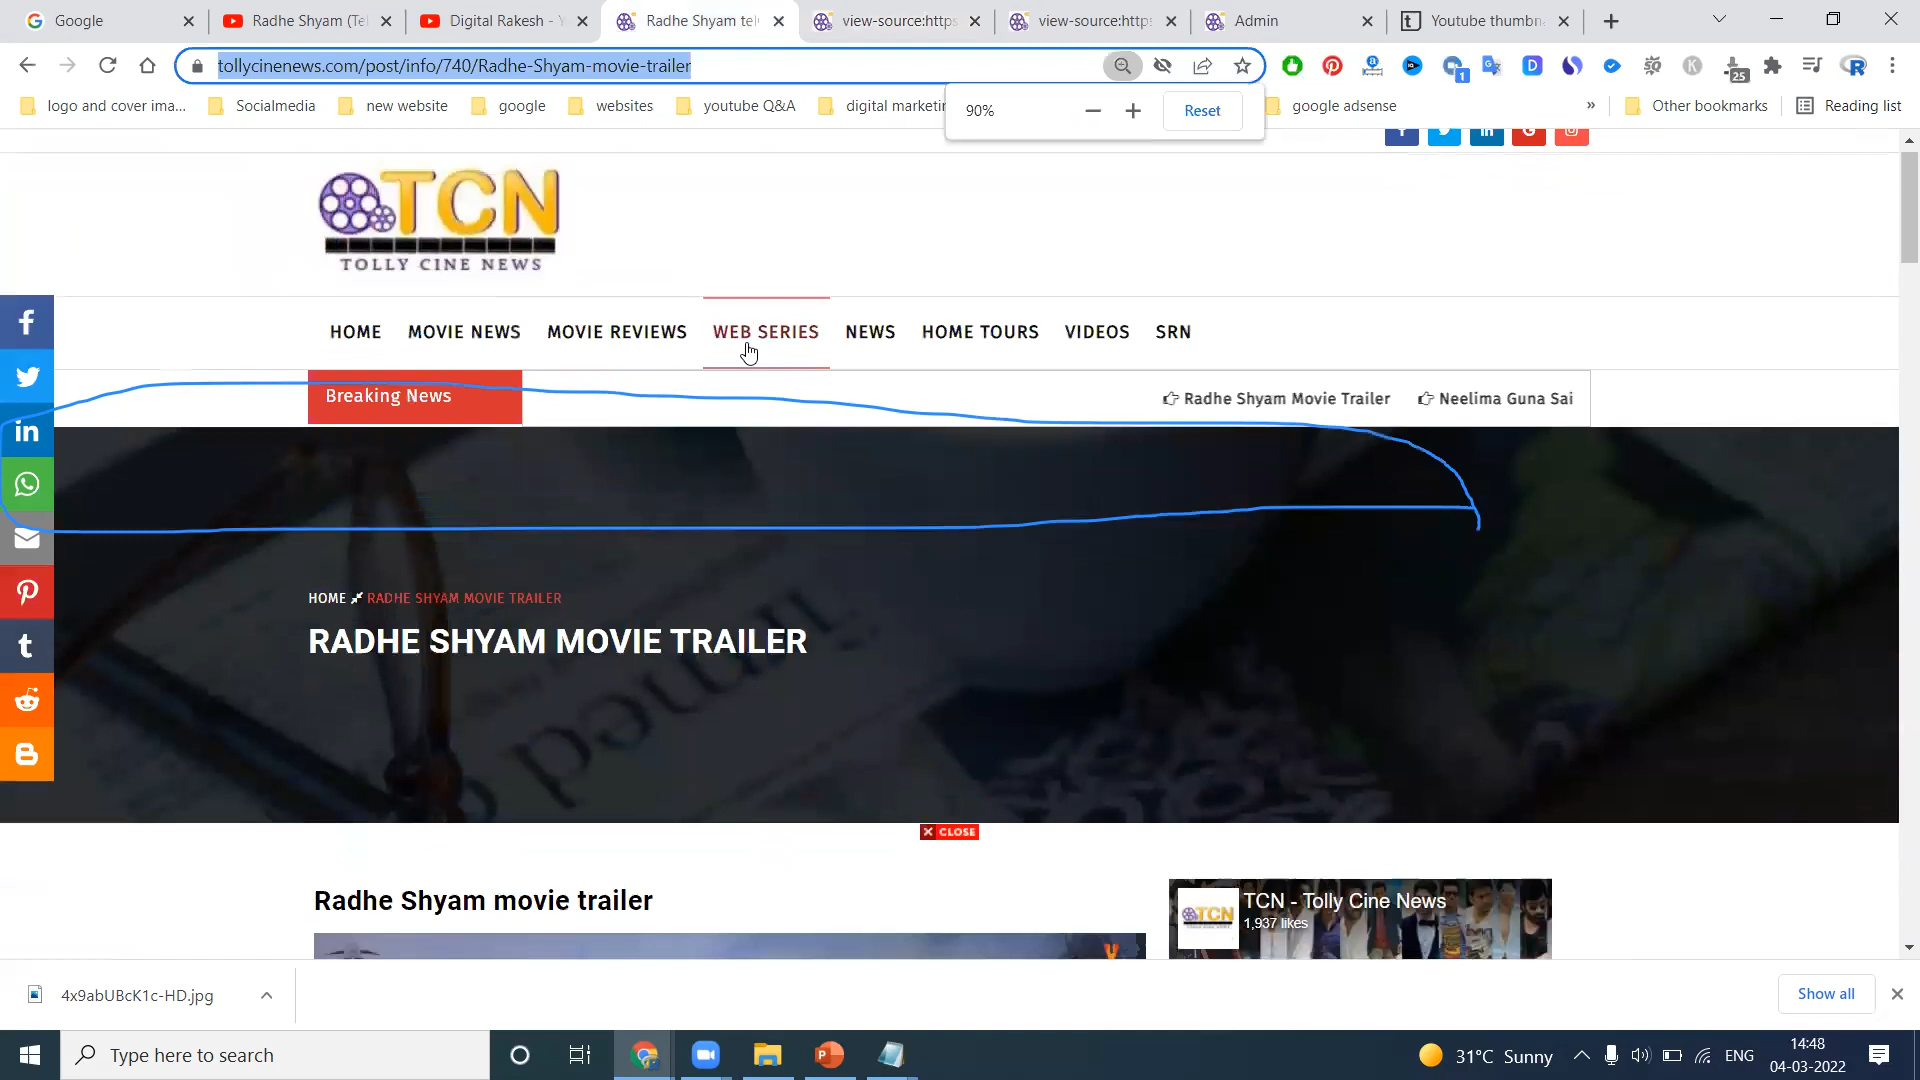 Google
Radhe Shyam (Tel
Digital Rakesh - Y
Radhe Shyam tel
view-source:https
view-source:http
Admin
Youtube thumbn
tollycinenews.com/post/info/740/Radhe-Shyam-movie-trailer
1
25
logo and cover ima...
Socialmedia
new website
google
websites
youtube Q&A
digital marketin
google adsense
»
Other bookmarks
Reading list
90%
Reset
TCN
TOLLY CINE NEWS
HOME
MOVIE NEWS
MOVIE REVIEWS
WEB SERIES
NEWS
HOME TOURS
VIDEOS
SRN
Breaking News
Radhe Shyam Movie Trailer
Neelima Guna Sai
HOME RADHE SHYAM MOVIE TRAILER
RADHE SHYAM MOVIE TRAILER
CLOSE
Radhe Shyam movie trailer
TCN
TCN - Tolly Cine News
1,937 likes
4x9abUBcK1c-HD.jpg
Show all
Type here to search
31°C Sunny
ENG
14:48
04-03-2022